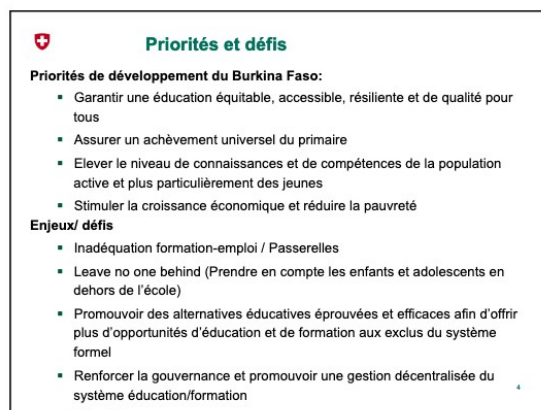 Priorités et défis
Priorités de développement du Burkina Faso:
▪ Garantir une éducation équitable, accessible, résiliente et de qualité pour
tous
▪ Assurer un achèvement universel du primaire
▪ Elever le niveau de connaissances et de compétences de la population
active et plus particulièrement des jeunes
▪ Stimuler la croissance économique et réduire la pauvreté
Enjeux/ défis
▪ Inadéquation formation-emploi / Passerelles
▪ Leave no one behind (Prendre en compte les enfants et adolescents en
dehors de l'école)
▪ Promouvoir des alternatives éducatives éprouvées et efficaces afin d'offrir
plus d'opportunités d'éducation et de formation aux exclus du système
formel
▪ Renforcer la gouvernance et promouvoir une gestion décentralisée du
système éducation/formation
4